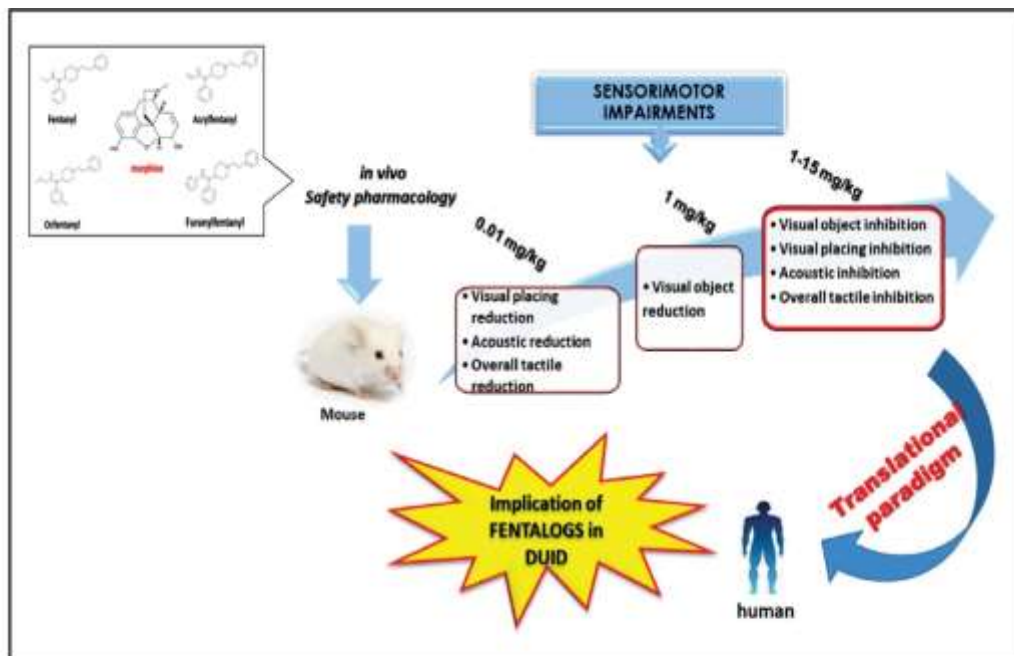 Fentanyl
Acrylfentanyl
morphine
Ocfentanyl
Furanylfentanyl
in vivo
Safety pharmacology
SENSORIMOTOR
IMPAIRMENTS
0.01 mg/kg
1 mg/kg
1-15 mg/kg
• Visual placing
reduction
• Acoustic reduction
• Overall tactile
reduction
• Visual object
reduction
• Visual object inhibition
• Visual placing inhibition
• Acoustic inhibition
• Overall tactile inhibition
Mouse
Translational
paradigm
Implication of
FENTALOGS in
DUID
human